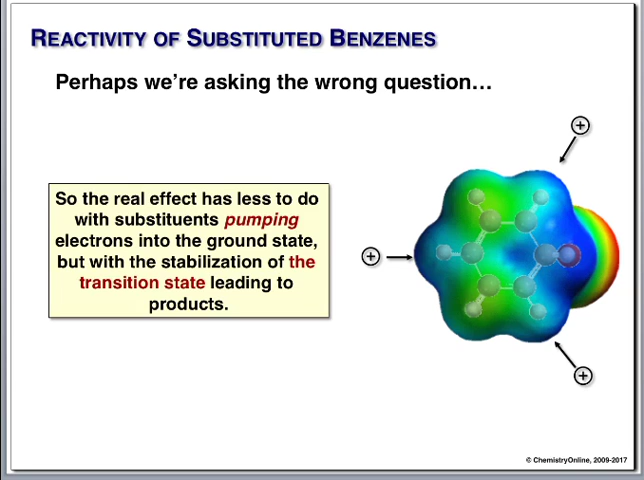 REACTIVITY OF SUBSTITUTED BENZENES
Perhaps we're asking the wrong question…
So the real effect has less to do
with substituents pumping
electrons into the ground state,
but with the stabilization of the
transition state leading to
products.
+
+
+
© ChemistryOnline, 2009-2017